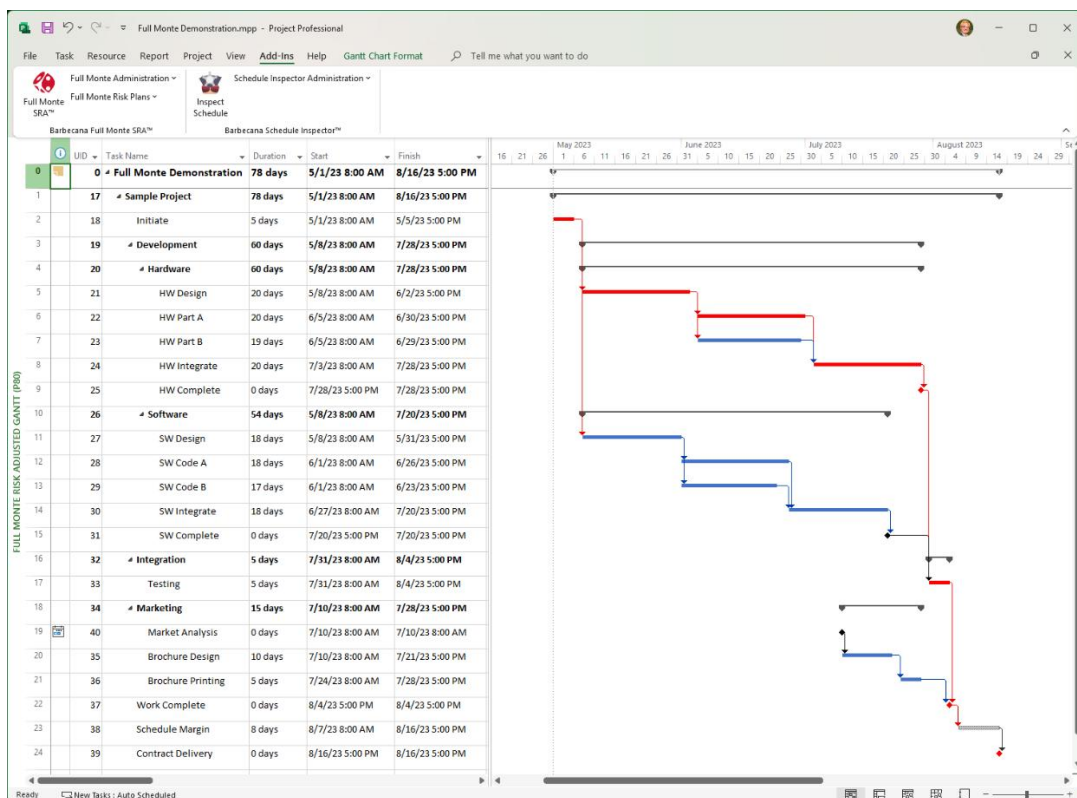 Full Monte Demonstration.mpp - Project Professional
File Task Resource Report Project View Add-Ins Help Gantt Chart Format Tell me what you want to do
Full Monte SRA™
Full Monte Administration
Full Monte Risk Plans
Barbecana Full Monte SRA™
Inspect Schedule
Schedule Inspector Administration
Barbecana Schedule Inspector™
UID Task Name Duration Start Finish
May 2023 June 2023 July 2023 August 2023 Se
16 21 26 1 6 11 16 21 26 31 5 10 15 20 25 30 5 10 15 20 25 30 4 9 14 19 24 29
0 0 Full Monte Demonstration 78 days 5/1/23 8:00 AM 8/16/23 5:00 PM
1 17 Sample Project 78 days 5/1/23 8:00 AM 8/16/23 5:00 PM
2 18 Initiate 5 days 5/1/23 8:00 AM 5/5/23 5:00 PM
3 19 Development 60 days 5/8/23 8:00 AM 7/28/23 5:00 PM
4 20 Hardware 60 days 5/8/23 8:00 AM 7/28/23 5:00 PM
5 21 HW Design 20 days 5/8/23 8:00 AM 6/2/23 5:00 PM
6 22 HW Part A 20 days 6/5/23 8:00 AM 6/30/23 5:00 PM
7 23 HW Part B 19 days 6/5/23 8:00 AM 6/29/23 5:00 PM
8 24 HW Integrate 20 days 7/3/23 8:00 AM 7/28/23 5:00 PM
9 25 HW Complete 0 days 7/28/23 5:00 PM 7/28/23 5:00 PM
10 26 Software 54 days 5/8/23 8:00 AM 7/20/23 5:00 PM
11 27 SW Design 18 days 5/8/23 8:00 AM 5/31/23 5:00 PM
12 28 SW Code A 18 days 6/1/23 8:00 AM 6/26/23 5:00 PM
13 29 SW Code B 17 days 6/1/23 8:00 AM 6/23/23 5:00 PM
14 30 SW Integrate 18 days 6/27/23 8:00 AM 7/20/23 5:00 PM
15 31 SW Complete 0 days 7/20/23 5:00 PM 7/20/23 5:00 PM
16 32 Integration 5 days 7/31/23 8:00 AM 8/4/23 5:00 PM
17 33 Testing 5 days 7/31/23 8:00 AM 8/4/23 5:00 PM
18 34 Marketing 15 days 7/10/23 8:00 AM 7/28/23 5:00 PM
19 40 Market Analysis 0 days 7/10/23 8:00 AM 7/10/23 8:00 AM
20 35 Brochure Design 10 days 7/10/23 8:00 AM 7/21/23 5:00 PM
21 36 Brochure Printing 5 days 7/24/23 8:00 AM 7/28/23 5:00 PM
22 37 Work Complete 0 days 8/4/23 5:00 PM 8/4/23 5:00 PM
23 38 Schedule Margin 8 days 8/7/23 8:00 AM 8/16/23 5:00 PM
24 39 Contract Delivery 0 days 8/16/23 5:00 PM 8/16/23 5:00 PM
FULL MONTE RISK ADJUSTED GANTT (P80)
Ready New Tasks : Auto Scheduled